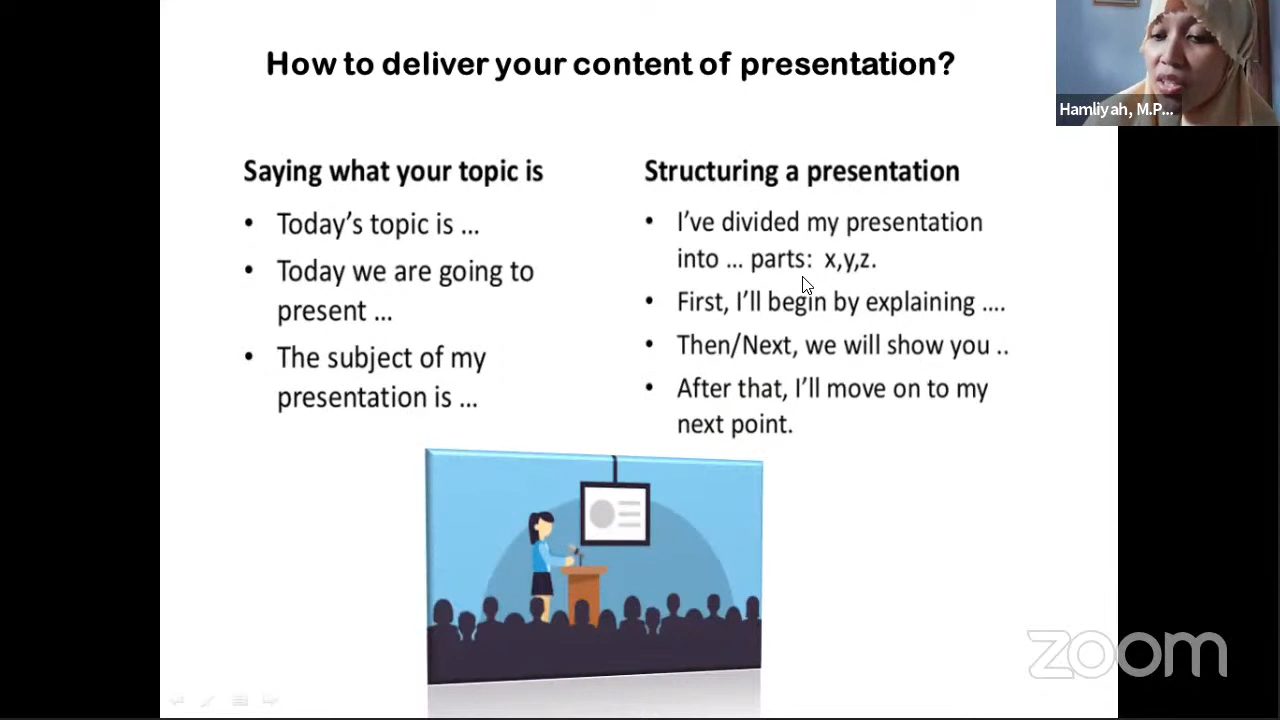 How to deliver your content of presentation?
Hamliyah, M.P...
Saying what your topic is
• Today's topic is ...
• Today we are going to
present ...
• The subject of my
presentation is ...
Structuring a presentation
• I've divided my presentation
into ... parts:  x,y,z.
• First, I'll begin by explaining ....
• Then/Next, we will show you ..
• After that, I'll move on to my
next point.
zoom